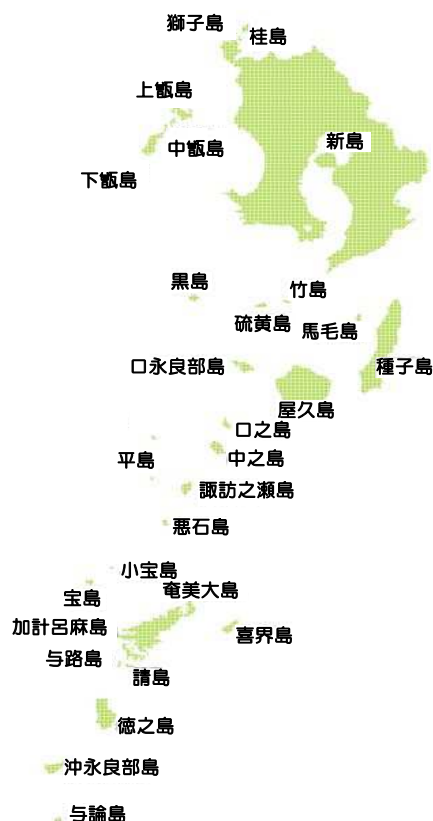 獅子島
桂島
上甑島
中甑島
新島
下甑島
黒島
竹島
硫黄島
馬毛島
口永良部島
種子島
屋久島
口之島
平島
中之島
諏訪之瀬島
悪石島
小宝島
奄美大島
宝島
加計呂麻島
喜界島
与路島
請島
徳之島
沖永良部島
与論島